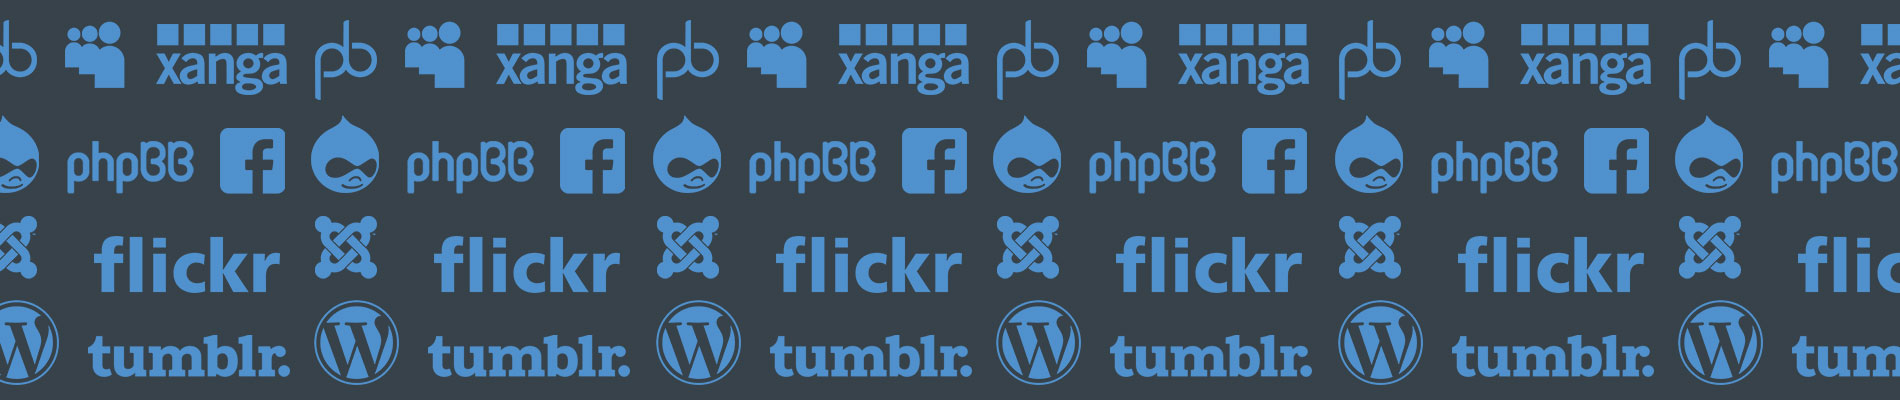 b xanga pb xanga pb xanga pb xanga pb xanga pb xa
phpBB f phpBB f phpBB f phpBB f phpBB f phpBB
flickr flickr flickr flickr flickr flic
W tumblr. W tumblr. W tumblr. W tumblr. W tumblr. W tum